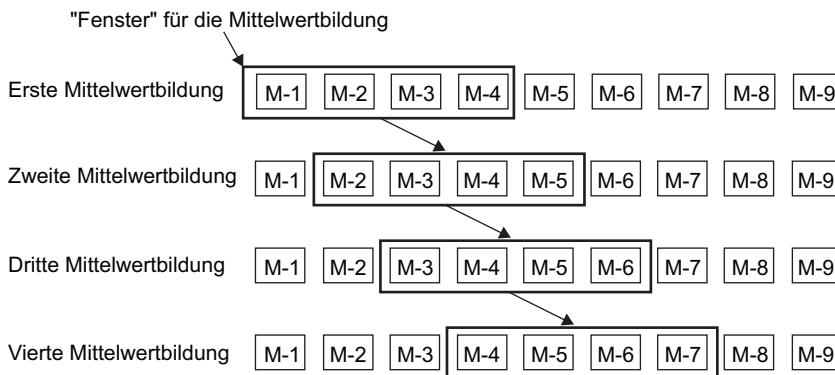 "Fenster" für die Mittelwertbildung
Erste Mittelwertbildung M-1 M-2 M-3 M-4 M-5 M-6 M-7 M-8 M-9
Zweite Mittelwertbildung M-1 M-2 M-3 M-4 M-5 M-6 M-7 M-8 M-9
Dritte Mittelwertbildung M-1 M-2 M-3 M-4 M-5 M-6 M-7 M-8 M-9
Vierte Mittelwertbildung M-1 M-2 M-3 M-4 M-5 M-6 M-7 M-8 M-9